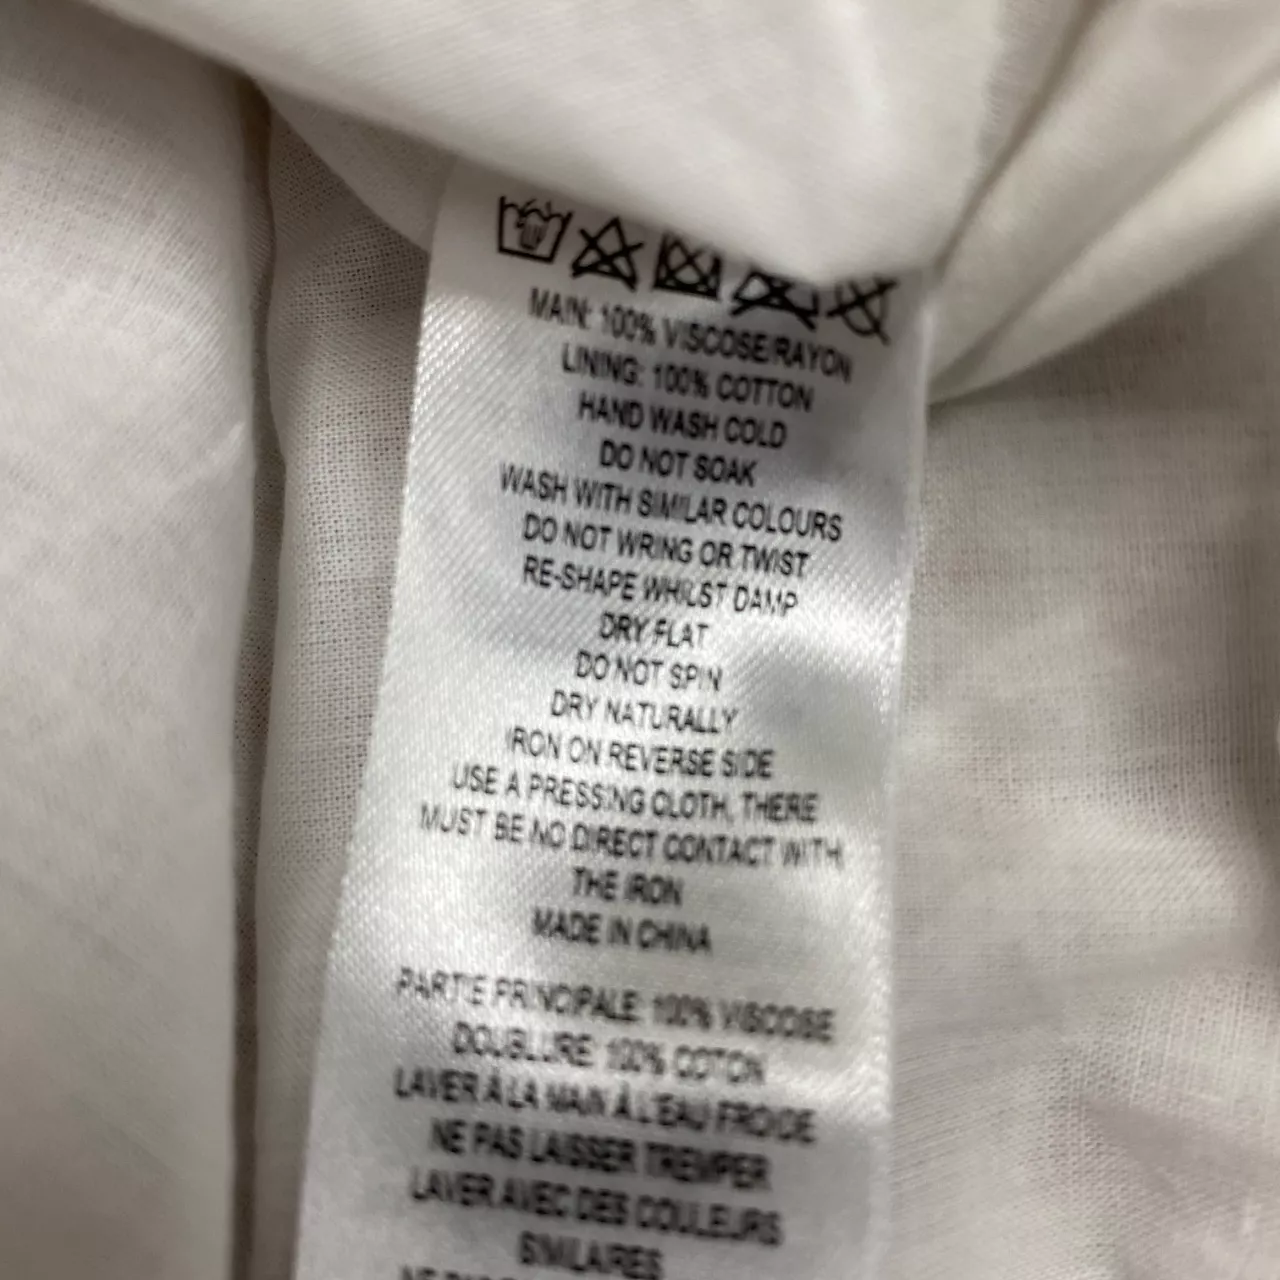 MAIN: 100% VISCOSE/RAYON
LINING: 100% COTTON
HAND WASH COLD
DO NOT SOAK
WASH WITH SIMILAR COLOURS
DO NOT WRING OR TWIST
RE-SHAPE WHILST DAMP
DRY FLAT
DO NOT SPIN
DRY NATURALLY
IRON ON REVERSE SIDE
USE A PRESSING CLOTH, THERE
MUST BE NO DIRECT CONTACT WITH
THE IRON
MADE IN CHINA
PARTIE PRINCIPALE: 100% VISCOSE
DOUBLURE: 100% COTON
LAVER À LA MAIN À L'EAU FROIDE
NE PAS LAISSER TREMPER
LAVER AVEC DES COULEURS
SIMILAIRES